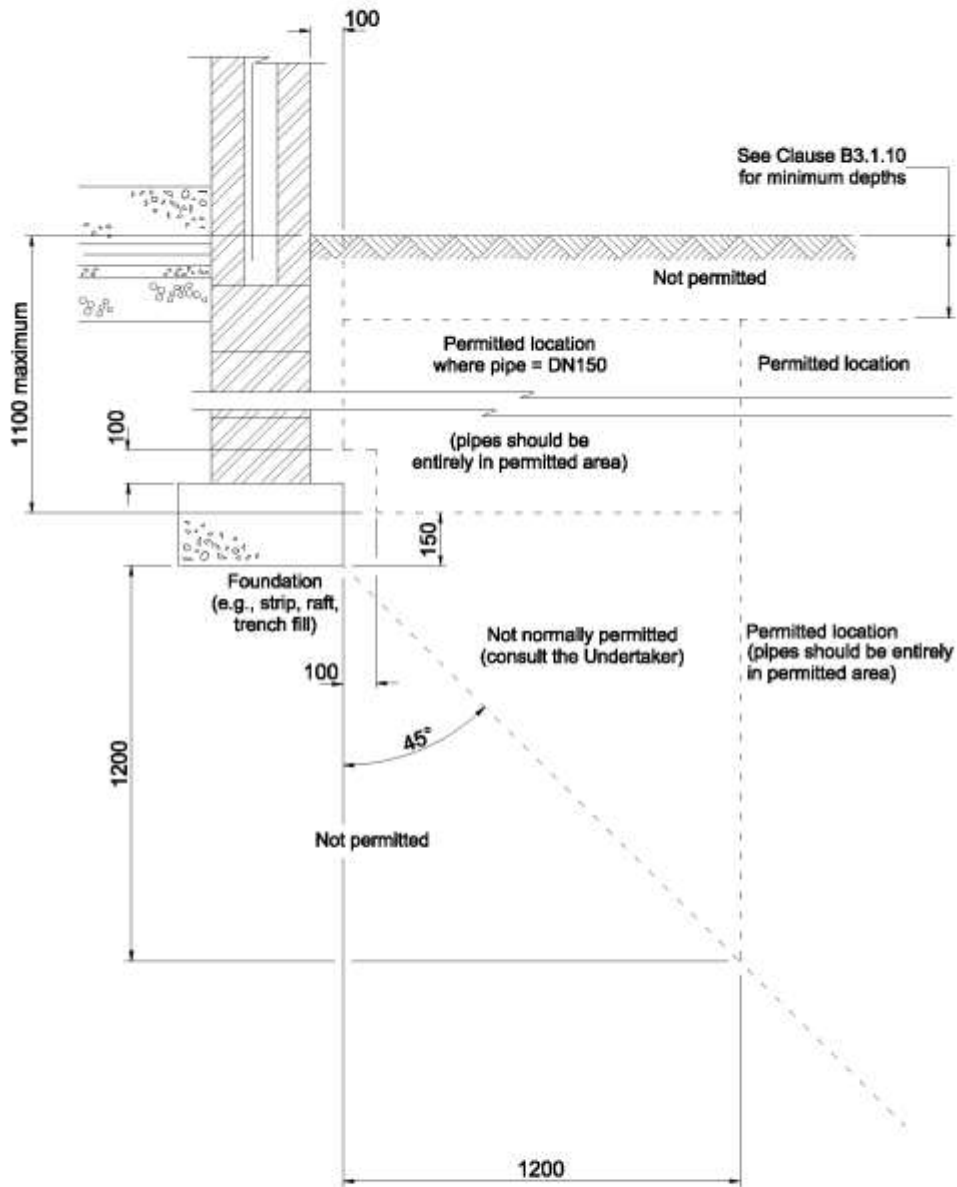 100
See Clause B3.1.10
for minimum depths
Not permitted
Permitted location
where pipe = DN150
Permitted location
1100 maximum
100
(pipes should be
entirely in permitted area)
150
Foundation
(e.g., strip, raft,
trench fill)
Not normally permitted
(consult the Undertaker)
Permitted location
(pipes should be entirely
in permitted area)
100
45°
1200
Not permitted
1200